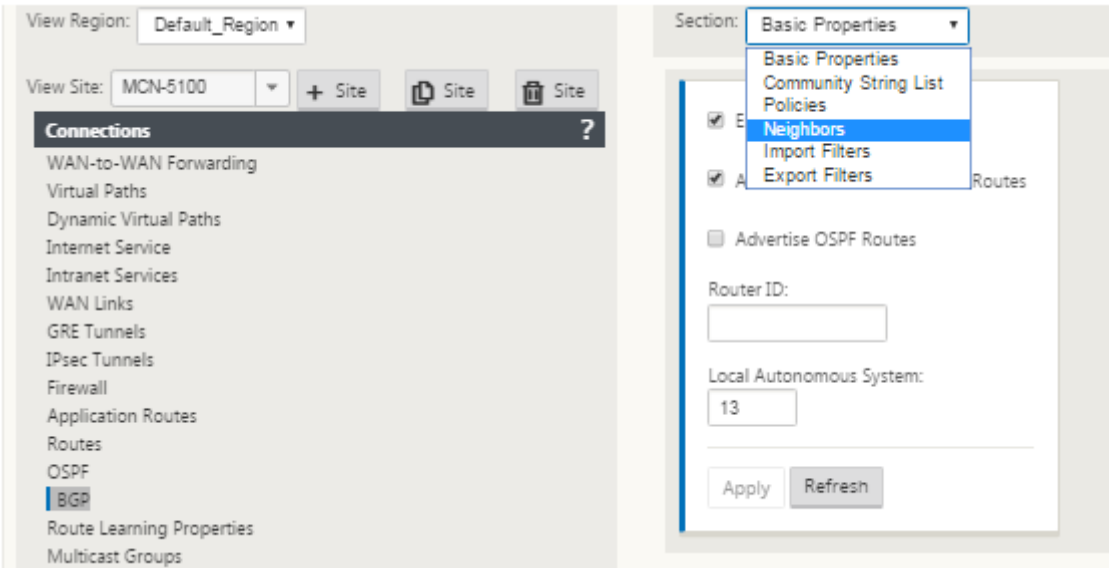 View Region: Default_Region
View Site: MCN-5100 + Site Site Site
Connections ?
WAN-to-WAN Forwarding
Virtual Paths
Dynamic Virtual Paths
Internet Service
Intranet Services
WAN Links
GRE Tunnels
IPsec Tunnels
Firewall
Application Routes
Routes
OSPF
BGP
Route Learning Properties
Multicast Groups
Section: Basic Properties
Basic Properties
Community String List
Policies
Neighbors
Import Filters
Export Filters
E
A Routes
Advertise OSPF Routes
Router ID:
Local Autonomous System:
13
Apply Refresh